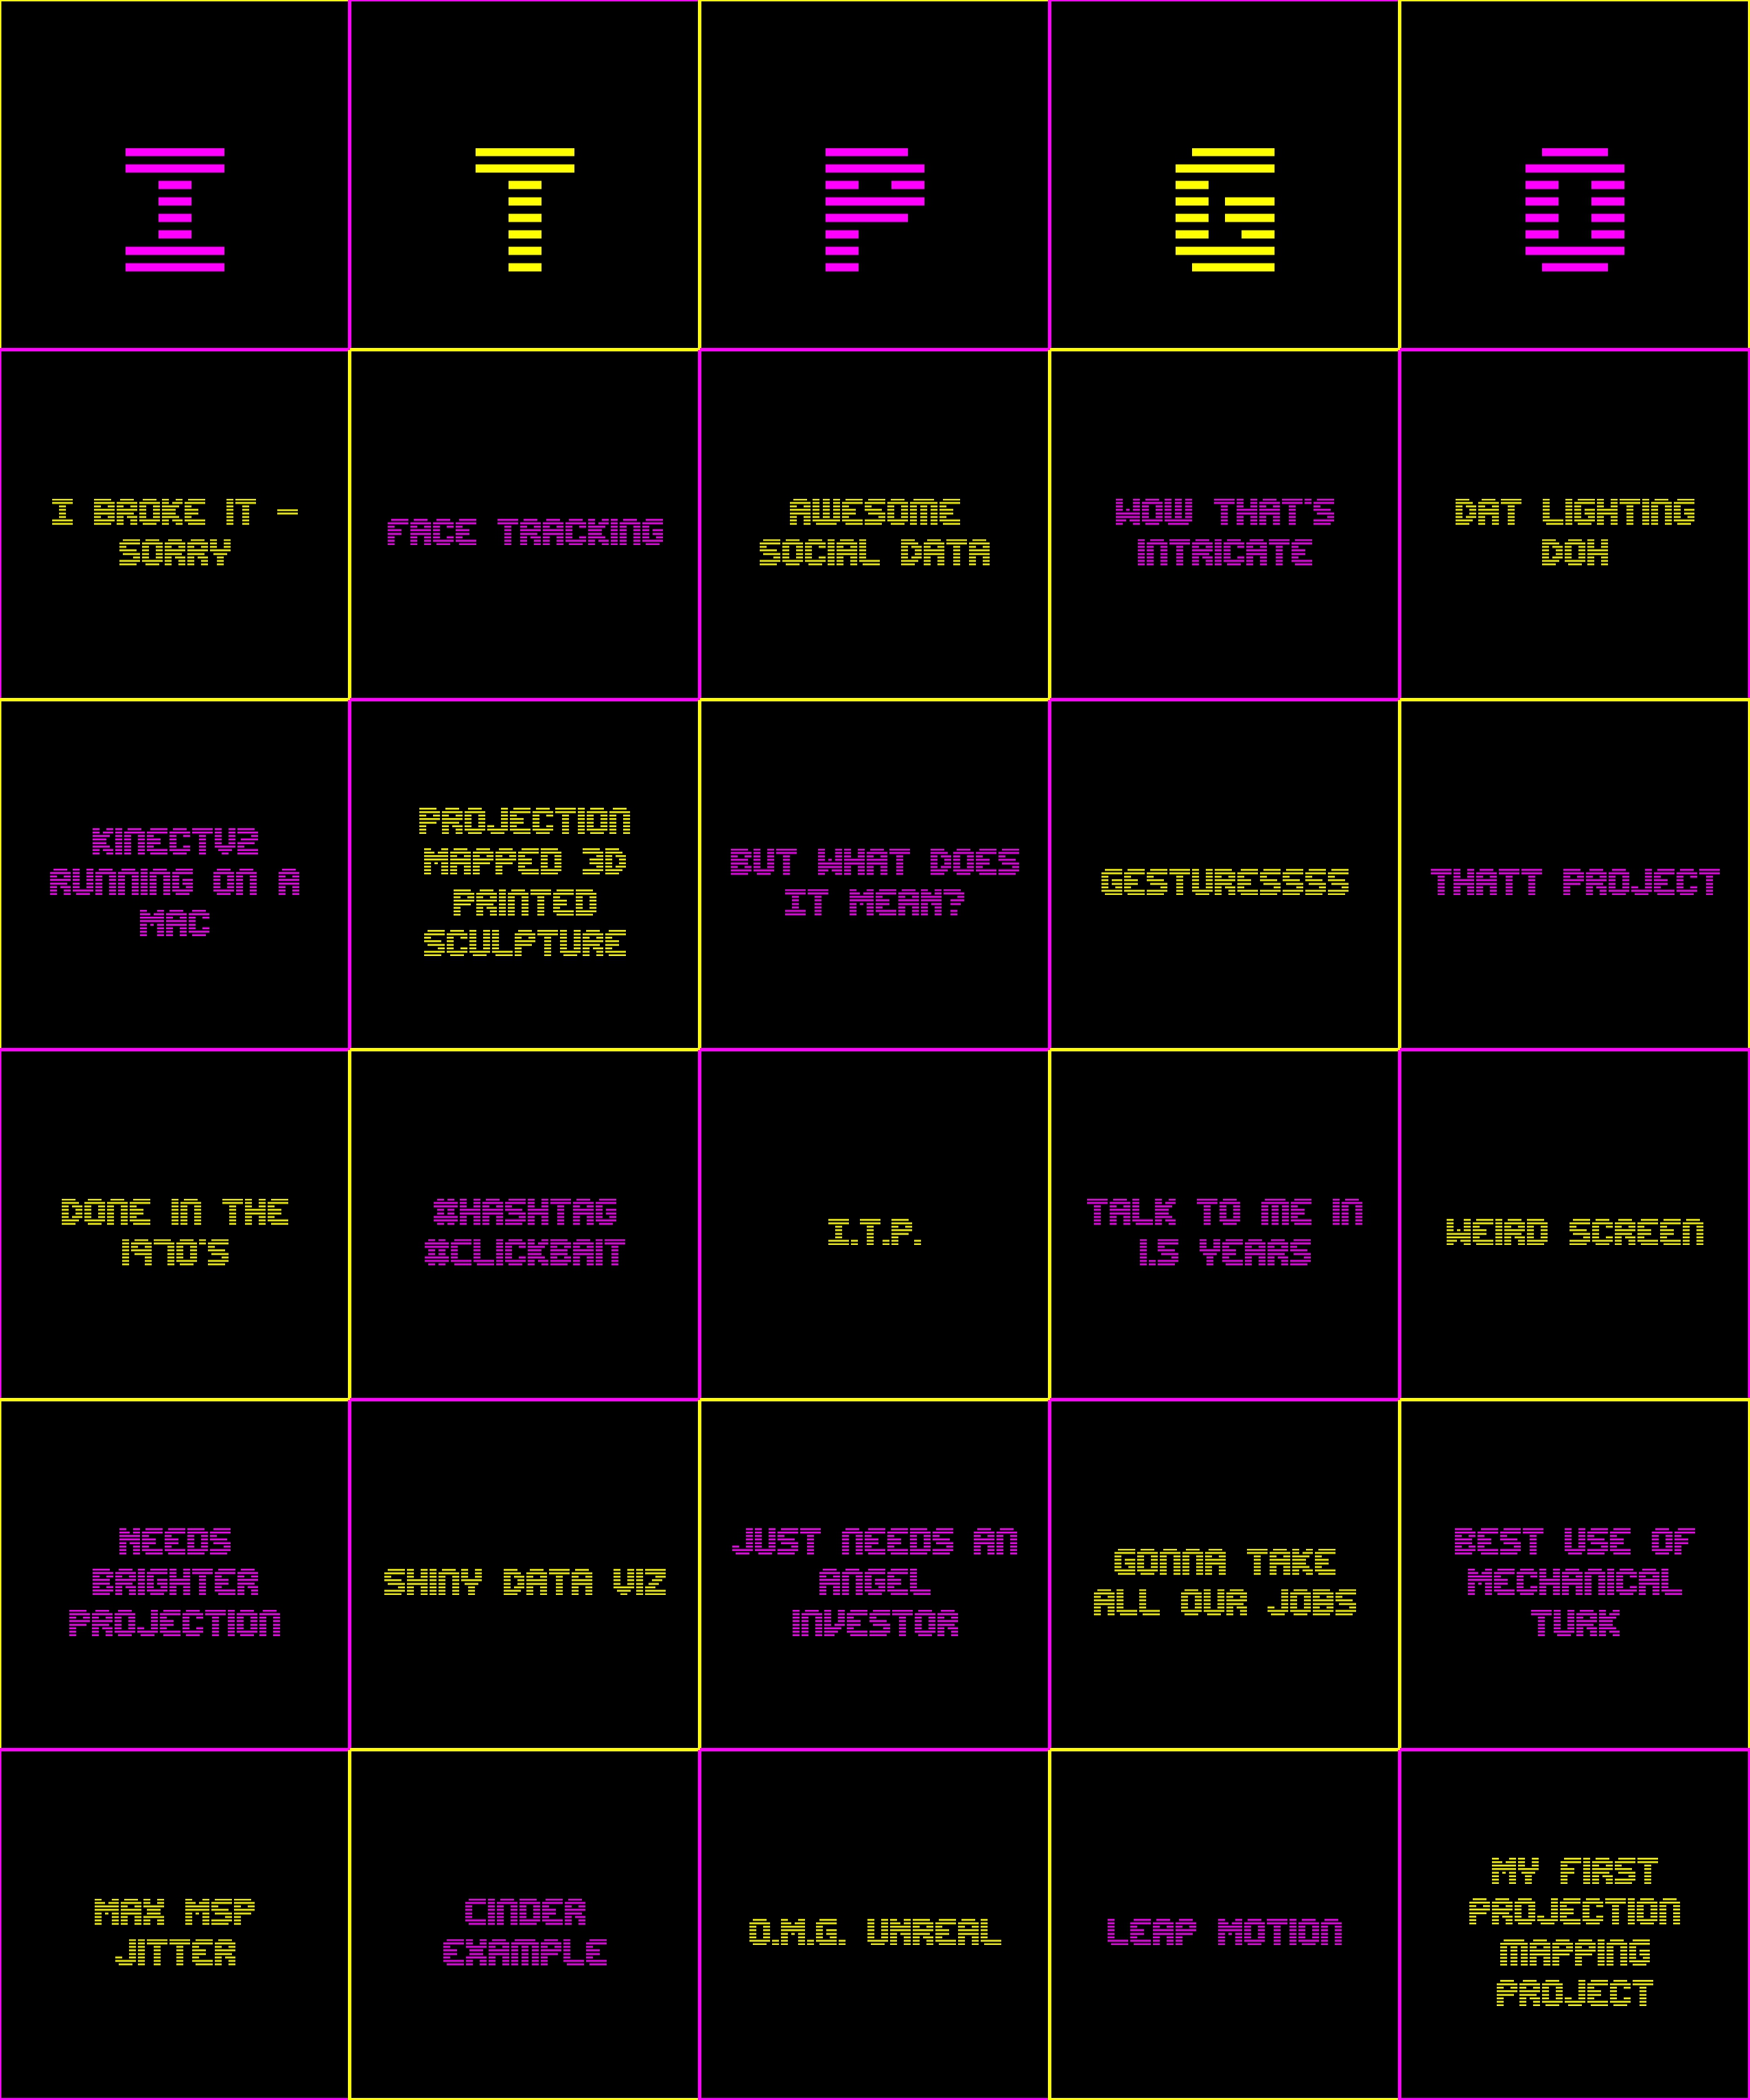 I
T
P
G
O
I BROKE IT -
SORRY
FACE TRACKING
AWESOME
SOCIAL DATA
WOW THAT'S
INTRICATE
DAT LIGHTING
DOH
KINECTV2
RUNNING ON A
MAC
PROJECTION
MAPPED 3D
PRINTED
SCULPTURE
BUT WHAT DOES
IT MEAN?
GESTURESSSS
THATT PROJECT
DONE IN THE
1970'S
#HASHTAG
#CLICKBAIT
I.T.P.
TALK TO ME IN
1.5 YEARS
WEIRD SCREEN
NEEDS
BRIGHTER
PROJECTION
SHINY DATA VIZ
JUST NEEDS AN
ANGEL
INVESTOR
GONNA TAKE
ALL OUR JOBS
BEST USE OF
MECHANICAL
TURK
MAX MSP
JITTER
CINDER
EXAMPLE
O.M.G. UNREAL
LEAP MOTION
MY FIRST
PROJECTION
MAPPING
PROJECT